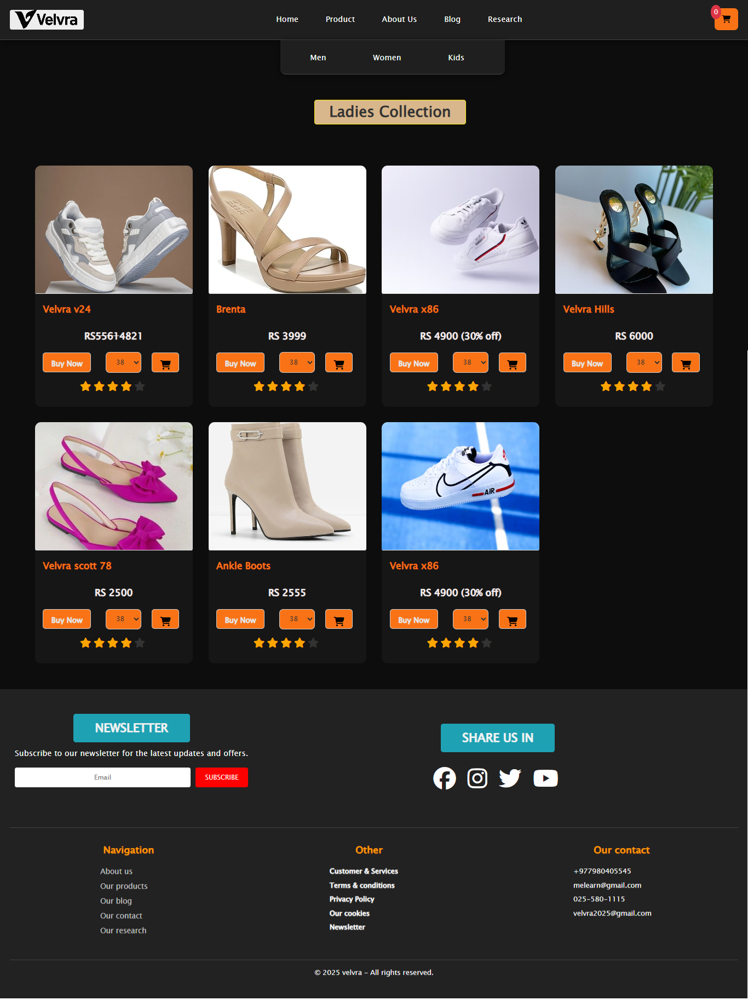 Velvra
Home Product About Us Blog Research
0
Men Women Kids
Ladies Collection
Velvra v24
RS55614821
Buy Now 38
Brenta
RS 3999
Buy Now 38
Velvra x86
RS 4900 (30% off)
Buy Now 38
Velvra Hills
RS 6000
Buy Now 38
Velvra scott 78
RS 2500
Buy Now 38
Ankle Boots
RS 2555
Buy Now 38
AIR
Velvra x86
RS 4900 (30% off)
Buy Now 38
NEWSLETTER
Subscribe to our newsletter for the latest updates and offers.
Email SUBSCRIBE
SHARE US IN
Navigation
About us
Our products
Our blog
Our contact
Our research
Other
Customer & Services
Terms & conditions
Privacy Policy
Our cookies
Newsletter
Our contact
+977980405545
melearn@gmail.com
025-580-1115
velvra2025@gmail.com
© 2025 velvra - All rights reserved.